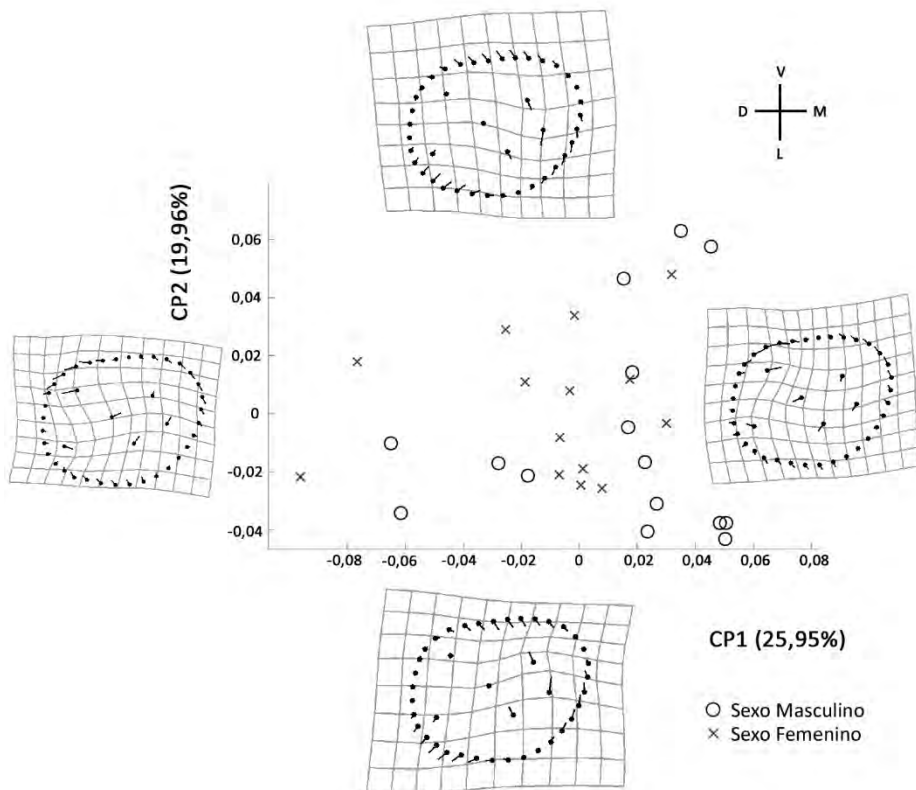 V
D M
L
CP2 (19,96%)
0,06
0,04
0,02
0
-0,02
-0,04
-0,08 -0,06 -0,04 -0,02 0 0,02 0,04 0,06 0,08
CP1 (25,95%)
Sexo Masculino
Sexo Femenino